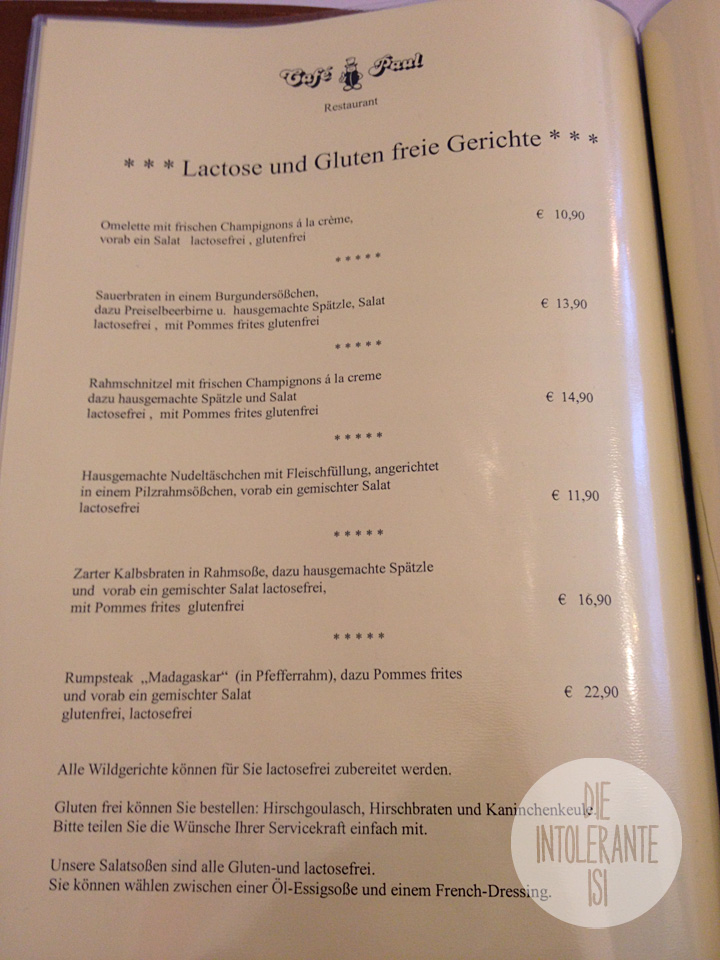 Café Paul
Restaurant
* * * Lactose und Gluten freie Gerichte * * *
Omelette mit frischen Champignons á la crème, € 10,90
vorab ein Salat lactosefrei , glutenfrei
* * * * *
Sauerbraten in einem Burgundersößchen,
dazu Preiselbeerbirne u. hausgemachte Spätzle, Salat € 13,90
lactosefrei , mit Pommes frites glutenfrei
* * * * *
Rahmschnitzel mit frischen Champignons á la creme
dazu hausgemachte Spätzle und Salat € 14,90
lactosefrei , mit Pommes frites glutenfrei
* * * * *
Hausgemachte Nudeltäschchen mit Fleischfüllung, angerichtet
in einem Pilzrahmsößchen, vorab ein gemischter Salat € 11,90
lactosefrei
* * * * *
Zarter Kalbsbraten in Rahmsoße, dazu hausgemachte Spätzle
und vorab ein gemischter Salat lactosefrei, € 16,90
mit Pommes frites glutenfrei
* * * * *
Rumpsteak „Madagaskar“ (in Pfefferrahm), dazu Pommes frites
und vorab ein gemischter Salat € 22,90
glutenfrei, lactosefrei
Alle Wildgerichte können für Sie lactosefrei zubereitet werden.
Gluten frei können Sie bestellen: Hirschgoulasch, Hirschbraten und Kaninchenkeule.
Bitte teilen Sie die Wünsche Ihrer Servicekraft einfach mit.
Unsere Salatsoßen sind alle Gluten-und lactosefrei.
Sie können wählen zwischen einer Öl-Essigsoße und einem French-Dressing.
DIE
INTOLERANTE
ISI